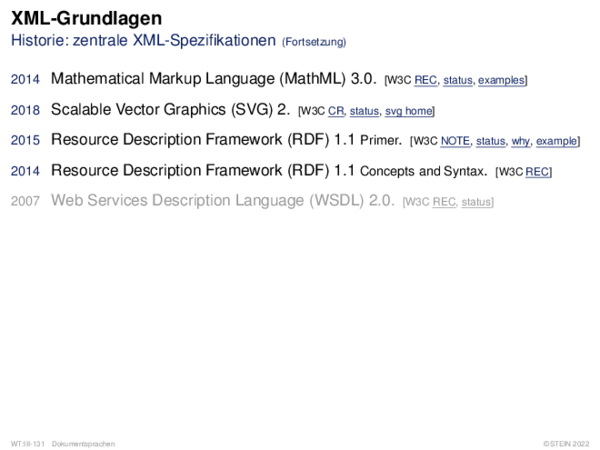 XML-Grundlagen
Historie: zentrale XML-Spezifikationen (Fortsetzung)
2014 Mathematical Markup Language (MathML) 3.0. [W3C REC, status, examples]
2018 Scalable Vector Graphics (SVG) 2. [W3C CR, status, svg home]
2015 Resource Description Framework (RDF) 1.1 Primer. [W3C NOTE, status, why, example]
2014 Resource Description Framework (RDF) 1.1 Concepts and Syntax. [W3C REC]
2007 Web Services Description Language (WSDL) 2.0. [W3C REC, status]
WT:III-131 Dokumentsprachen ©STEIN 2022